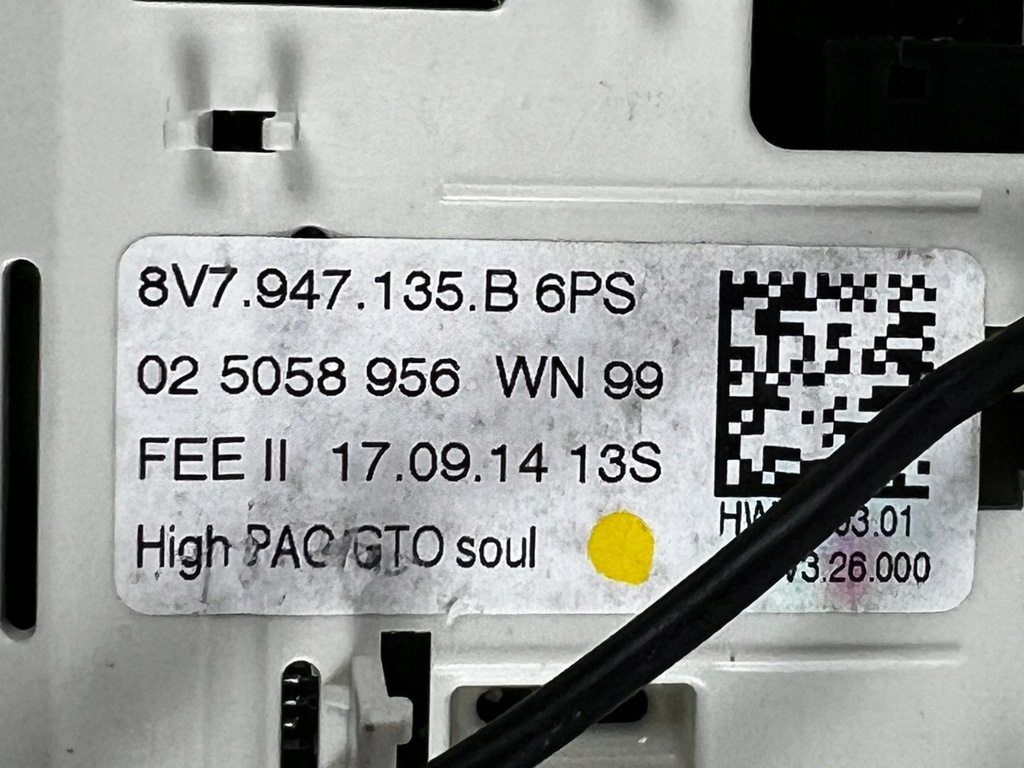 8V7.947.135.B 6PS
02 5058 956 WN 99
FEE II 17.09.14 13S
High PAO GTO soul
03.01
V3.26.000